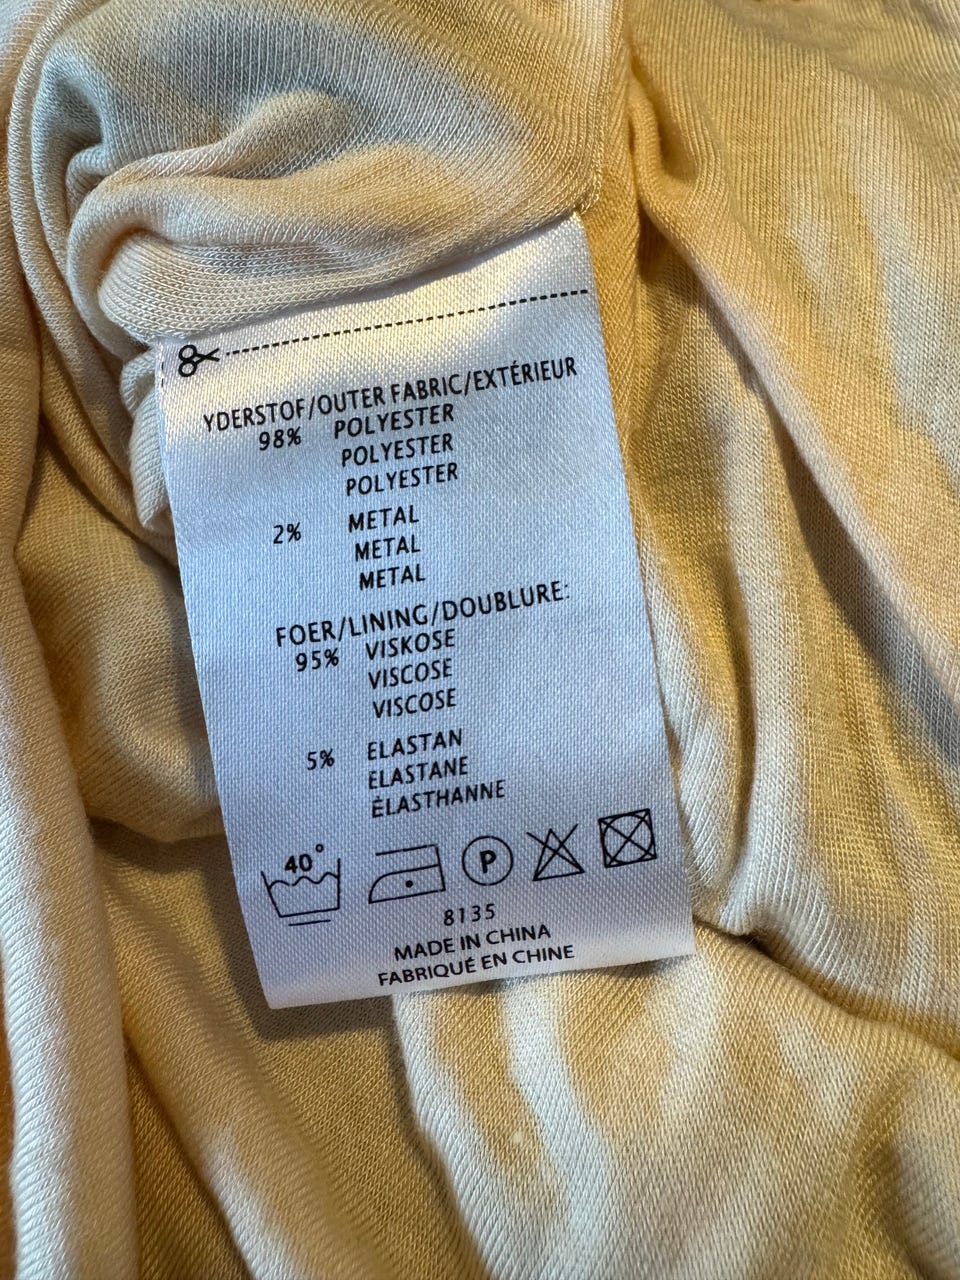 YDERSTOF/OUTER FABRIC/EXTÉRIEUR
98% POLYESTER
POLYESTER
POLYESTER
2% METAL
METAL
METAL
FOER/LINING/DOUBLURE:
95% VISKOSE
VISCOSE
VISCOSE
5% ELASTAN
ELASTANE
ÉLASTHANNE
40° P
8135
MADE IN CHINA
FABRIQUÉ EN CHINE